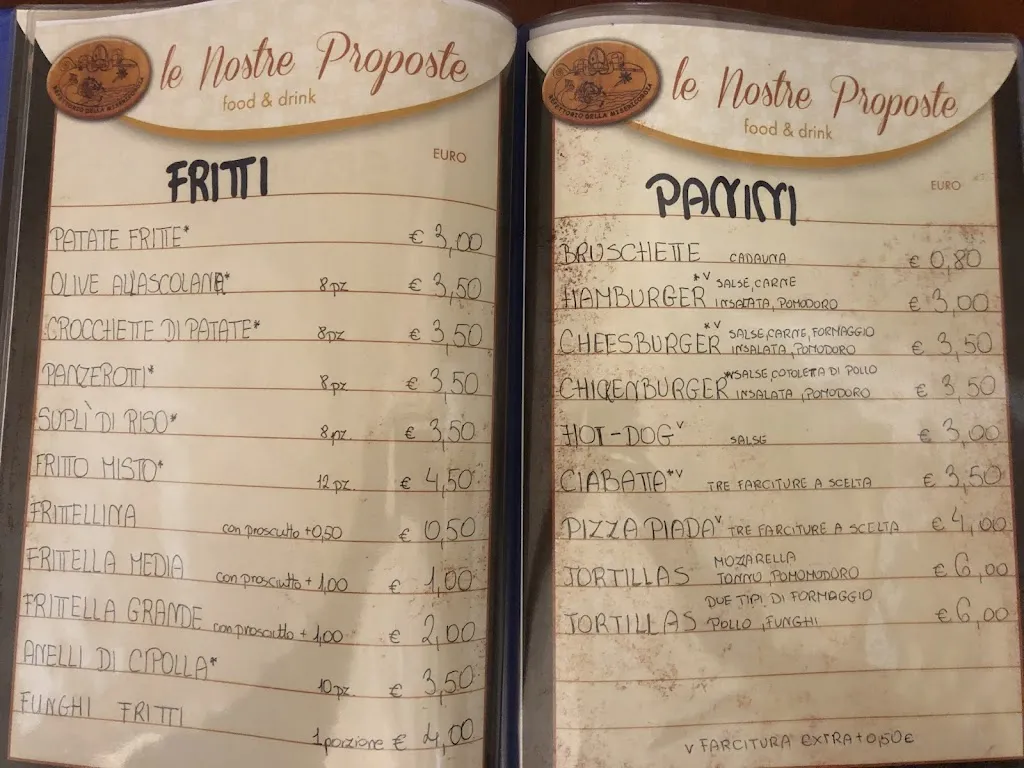 le Nostre Proposte
food & drink
EURO
FRITTI
PATATE FRITTE* € 3,00
OLIVE ALL'ASCOLANA* 8pz € 3,50
CROCCHETTE DI PATATE* 8pz € 3,50
PANZEROTTI* 8pz € 3,50
SUPLÌ DI RISO* 8pz. € 3,50
FRITTO MISTO* 12pz. € 4,50
FRITTELLINA con prosciutto +0,50 € 0,50
FRITTELLA MEDIA con prosciutto + 1,00 € 1,00
FRITTELLA GRANDE con prosciutto + 1,00 € 2,00
ANELLI DI CIPOLLA* 10pz. € 3,50
FUNGHI FRITTI 1 porzione € 4,00
le Nostre Proposte
food & drink
EURO
PANINI
BRUSCHETTE CADAUNA € 0,80
HAMBURGER *V SALSE, CARNE
INSALATA, POMODORO € 3,00
CHEESBURGER *V SALSE, CARNE, FORMAGGIO
INSALATA, POMODORO € 3,50
CHICKENBURGER *V SALSE COTOLETTA DI POLLO
INSALATA, POMODORO € 3,50
HOT-DOG V SALSE € 3,00
CIABATTA *V TRE FARCITURE A SCELTA € 3,50
PIZZA PIADA V TRE FARCITURE A SCELTA € 4,00
TORTILLAS MOZZARELLA
TONNO POMOMODORO € 6,00
TORTILLAS DUE TIPI DI FORMAGGIO
POLLO, FUNGHI € 6,00
V FARCITURA EXTRA +0,50€